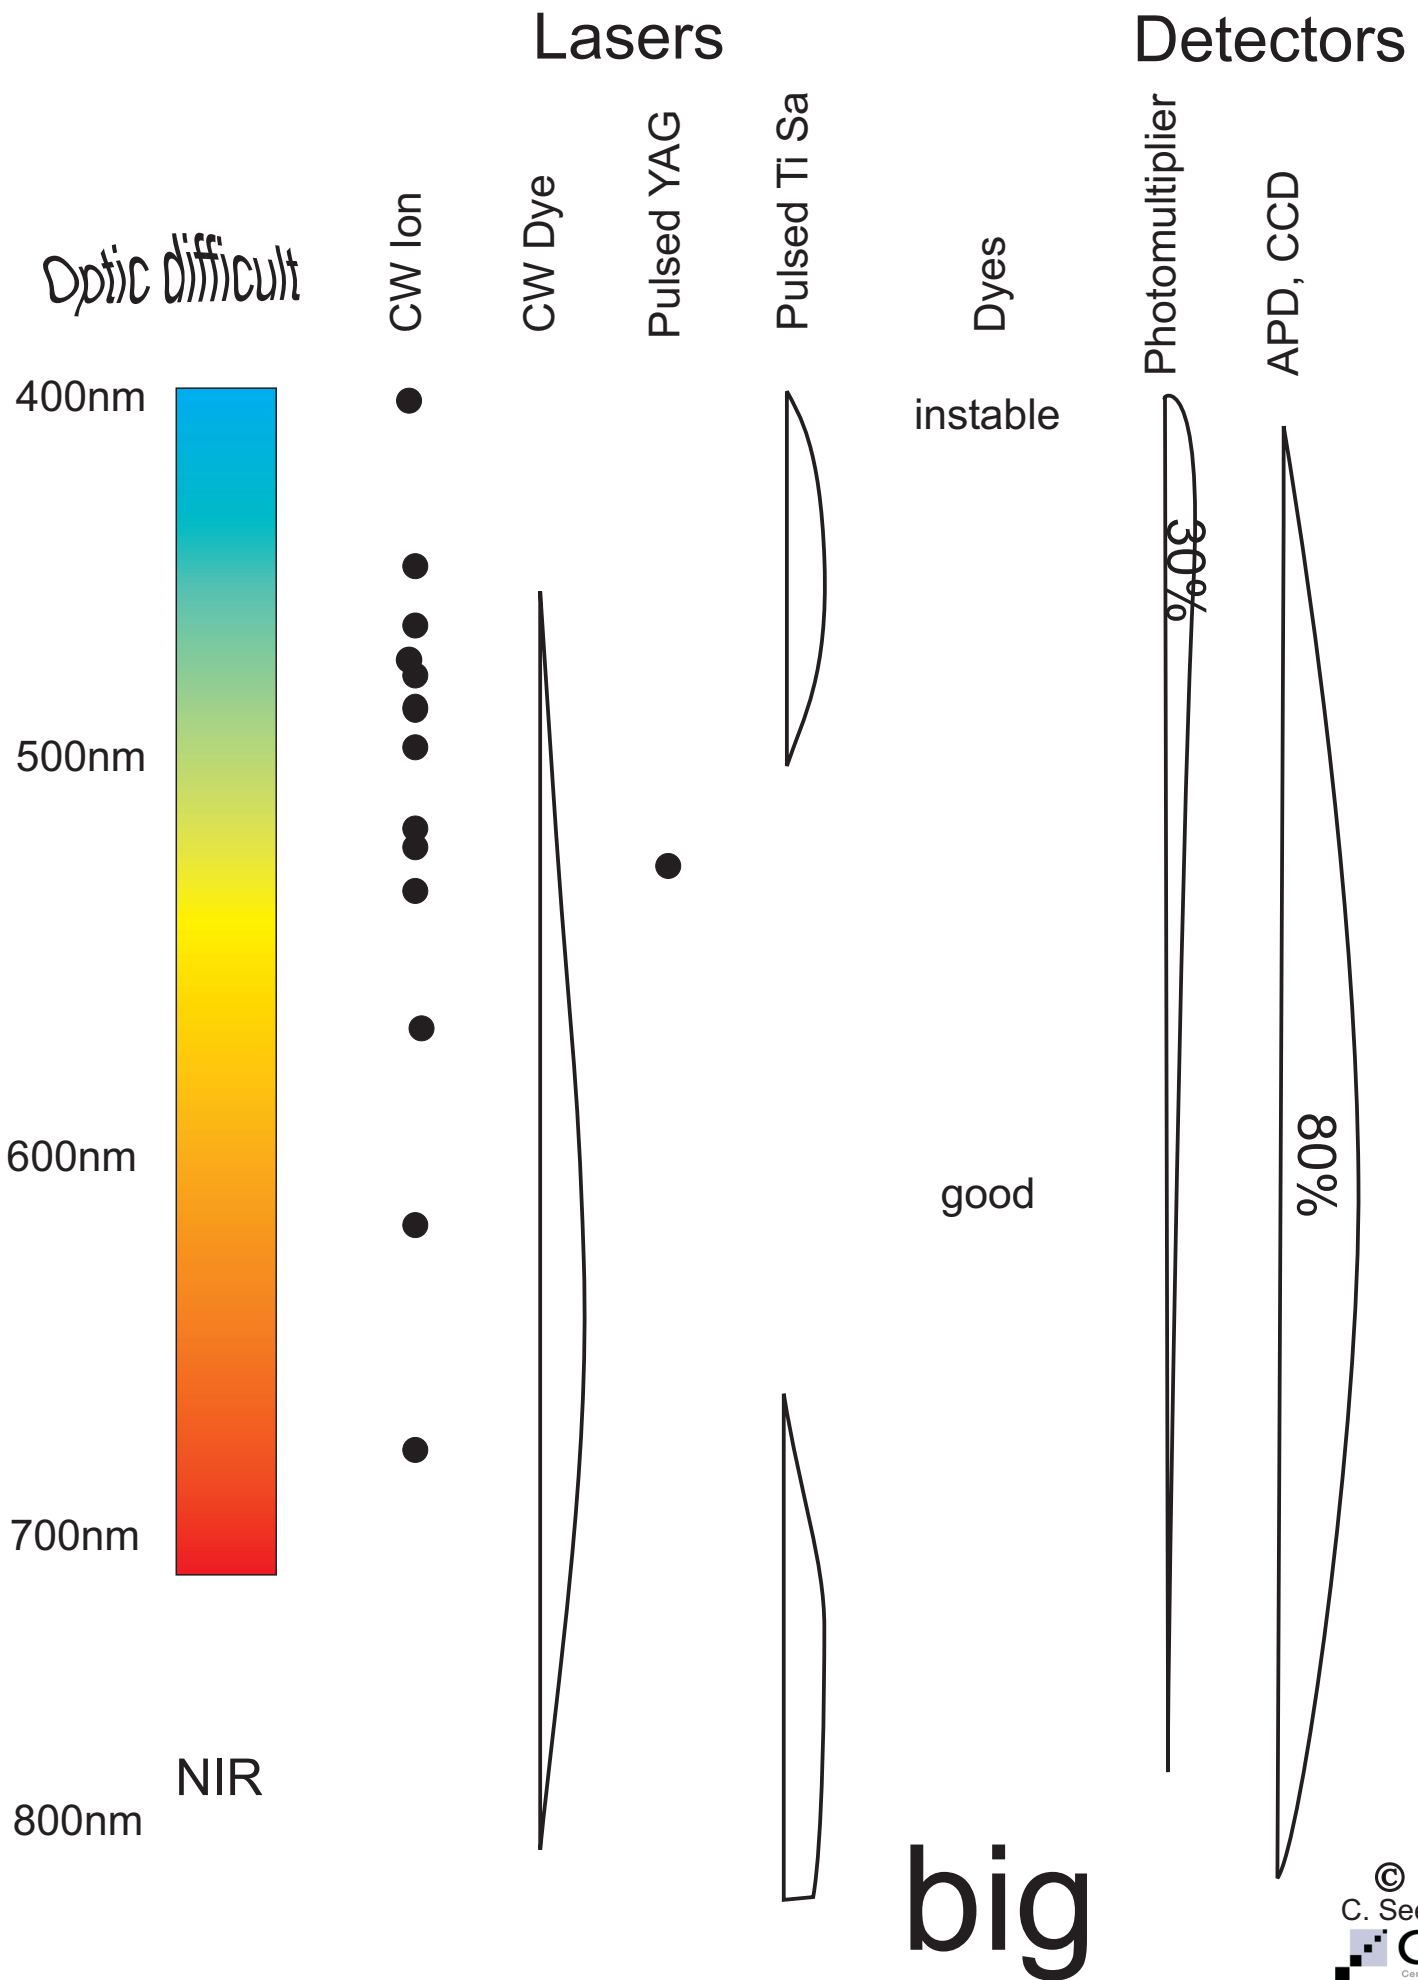 Lasers
Detectors
Optic difficult
CW Ion
CW Dye
Pulsed YAG
Pulsed Ti Sa
Dyes
Photomultiplier
APD, CCD
400nm
instable
30%
500nm
600nm
80%
good
700nm
NIR
800nm
big
©
C.